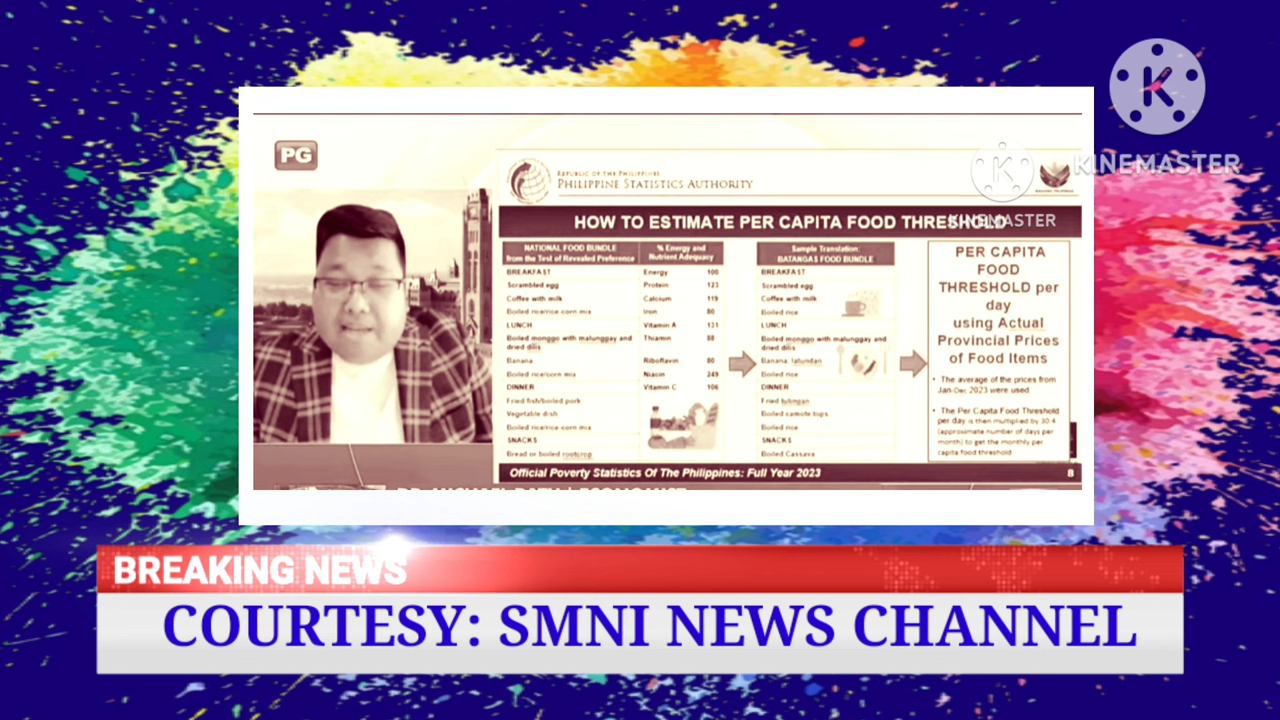 PG
REPUBLIC OF THE PHILIPPINES
PHILIPPINE STATISTICS AUTHORITY
KINEMASTER
KINEMASTER
HOW TO ESTIMATE PER CAPITA FOOD THRESHOLD
NATIONAL FOOD BUNDLE
from the Test of Revealed Preference
BREAKFAST
Scrambled egg
Coffee with milk
Boiled rice/rice corn mix
LUNCH
Boiled monggo with malunggay and
dried dilis
Banana
Boiled rice/corn mix
DINNER
Fried fish/boiled pork
Vegetable dish
Boiled rice/rice corn mix
SNACKS
Bread or boiled rootcrop
% Energy and
Nutrient Adequacy
Energy 100
Protein 123
Calcium 119
Iron 80
Vitamin A 131
Thiamin 88
Riboflavin 80
Niacin 249
Vitamin C 106
Sample Translation:
BATANGAS FOOD BUNDLE
BREAKFAST
Scrambled egg
Coffee with milk
Boiled rice
LUNCH
Boiled monggo with malunggay and
dried dilis
Banana, latundan
Boiled rice
DINNER
Fried tulingan
Boiled camote tops
Boiled rice
SNACKS
Boiled Cassava
PER CAPITA
FOOD
THRESHOLD per
day
using Actual
Provincial Prices
of Food Items
• The average of the prices from
Jan-Dec 2023 were used.
• The Per Capita Food Threshold
per day is then multiplied by 30.4
(approximate number of days per
month) to get the monthly per
capita food threshold
Official Poverty Statistics Of The Philippines: Full Year 2023
8
BREAKING NEWS
COURTESY: SMNI NEWS CHANNEL